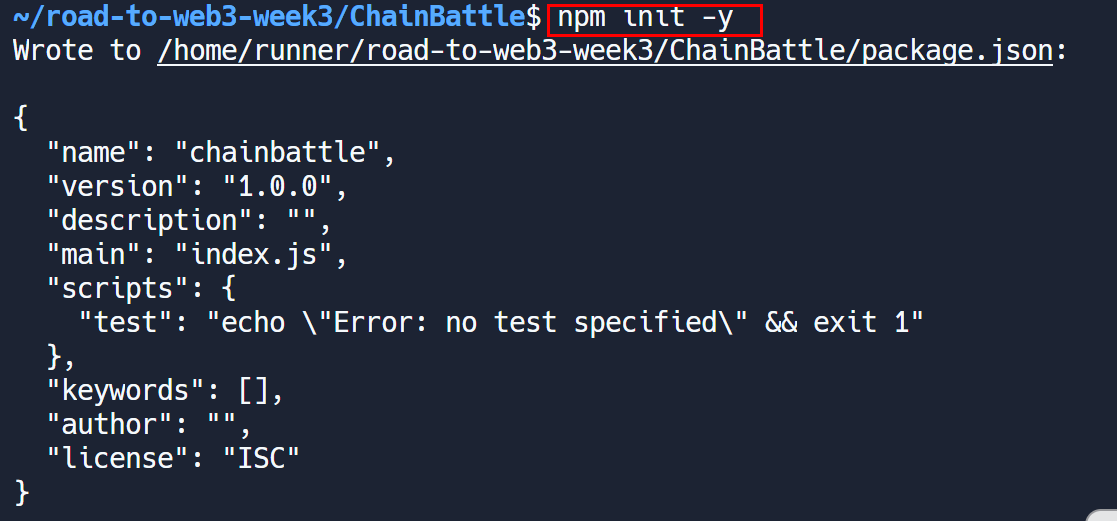 ~/road-to-web3-week3/ChainBattle$ npm init -y
Wrote to /home/runner/road-to-web3-week3/ChainBattle/package.json:
{
  "name": "chainbattle",
  "version": "1.0.0",
  "description": "",
  "main": "index.js",
  "scripts": {
    "test": "echo \"Error: no test specified\" && exit 1"
  },
  "keywords": [],
  "author": "",
  "license": "ISC"
}